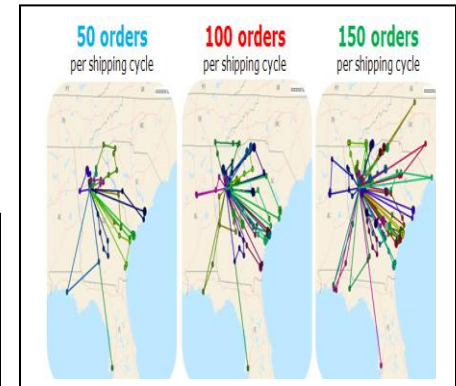 50 orders
per shipping cycle
100 orders
per shipping cycle
150 orders
per shipping cycle